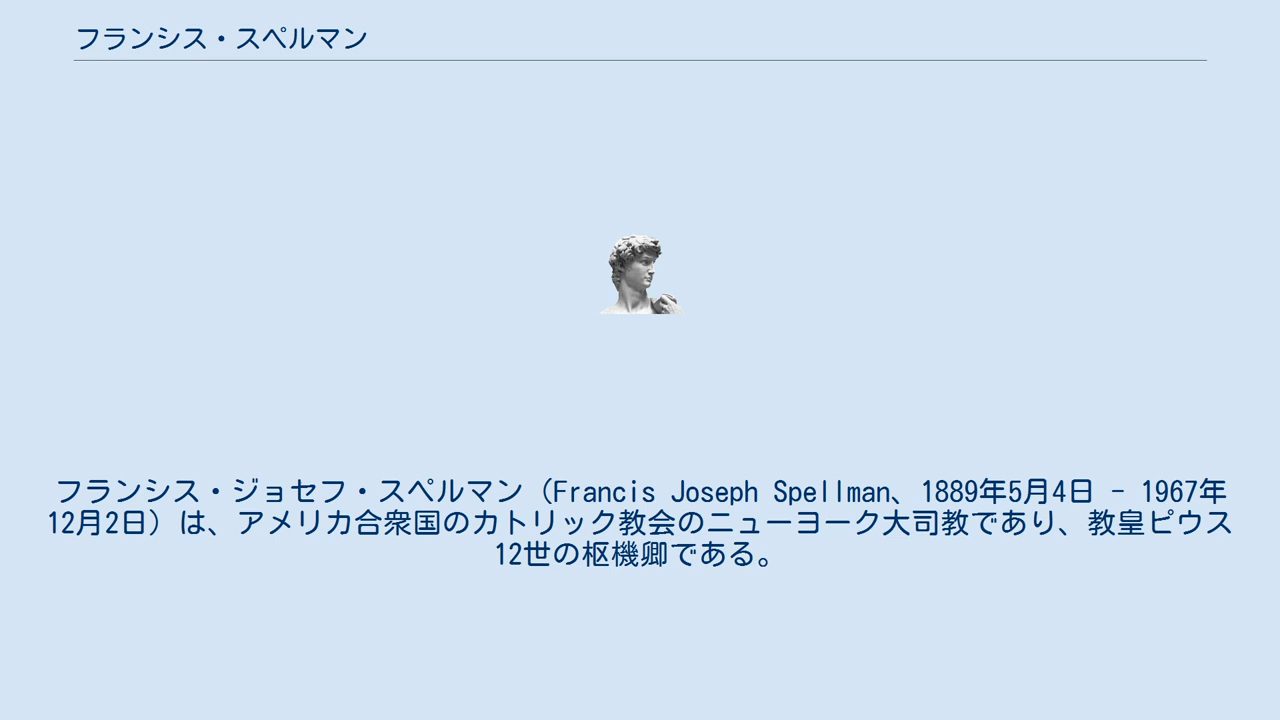 フランシス・スペルマン
フランシス・ジョセフ・スペルマン（Francis Joseph Spellman、1889年5月4日 - 1967年
12月2日）は、アメリカ合衆国のカトリック教会のニューヨーク大司教であり、教皇ピウス
12世の枢機卿である。